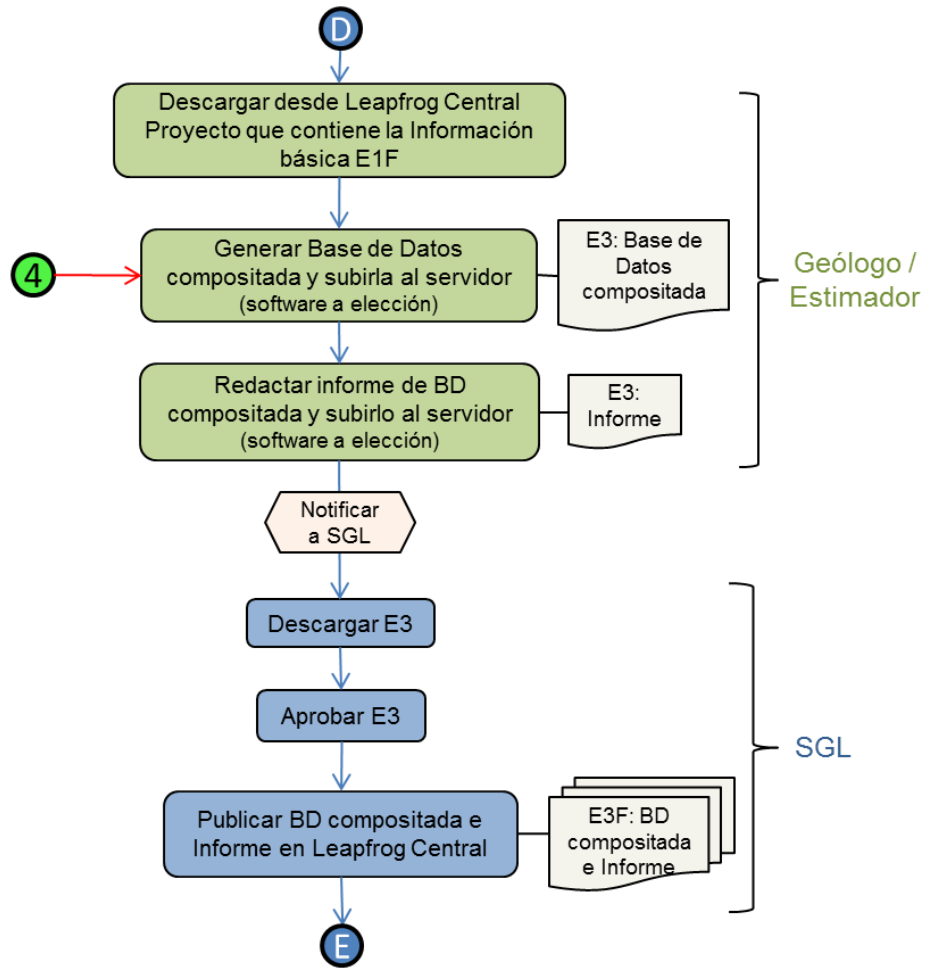 D
Descargar desde Leapfrog Central
Proyecto que contiene la Información
básica E1F
4
Generar Base de Datos
compositada y subirla al servidor
(software a elección)
E3: Base de
Datos
compositada
Geólogo /
Estimador
Redactar informe de BD
compositada y subirlo al servidor
(software a elección)
E3:
Informe
Notificar
a SGL
Descargar E3
Aprobar E3
SGL
Publicar BD compositada e
Informe en Leapfrog Central
E3F: BD
compositada
e Informe
E